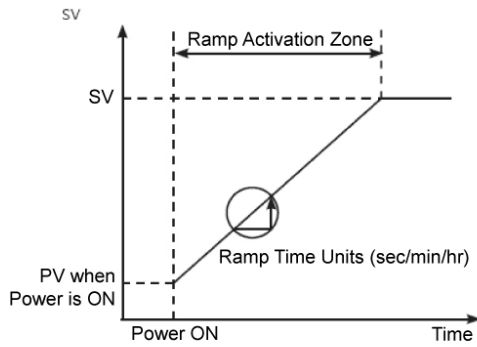 SV
Ramp Activation Zone
SV
Ramp Time Units (sec/min/hr)
PV when
Power is ON
Power ON
Time